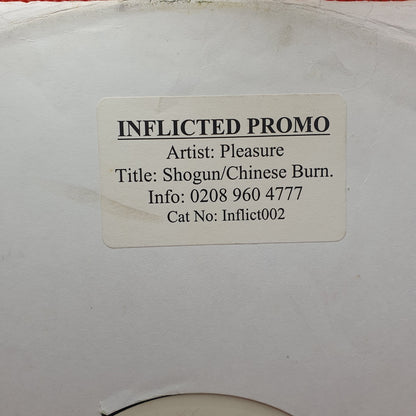 INFLICTED PROMO
Artist: Pleasure
Title: Shogun/Chinese Burn.
Info: 0208 960 4777
Cat No: Inflict002